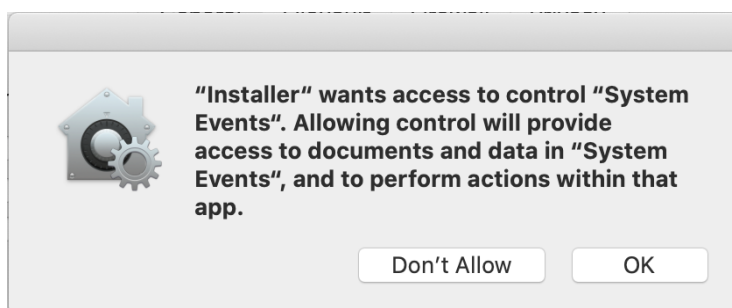 “Installer“ wants access to control “System
Events“. Allowing control will provide
access to documents and data in “System
Events“, and to perform actions within that
app.
Don’t Allow
OK